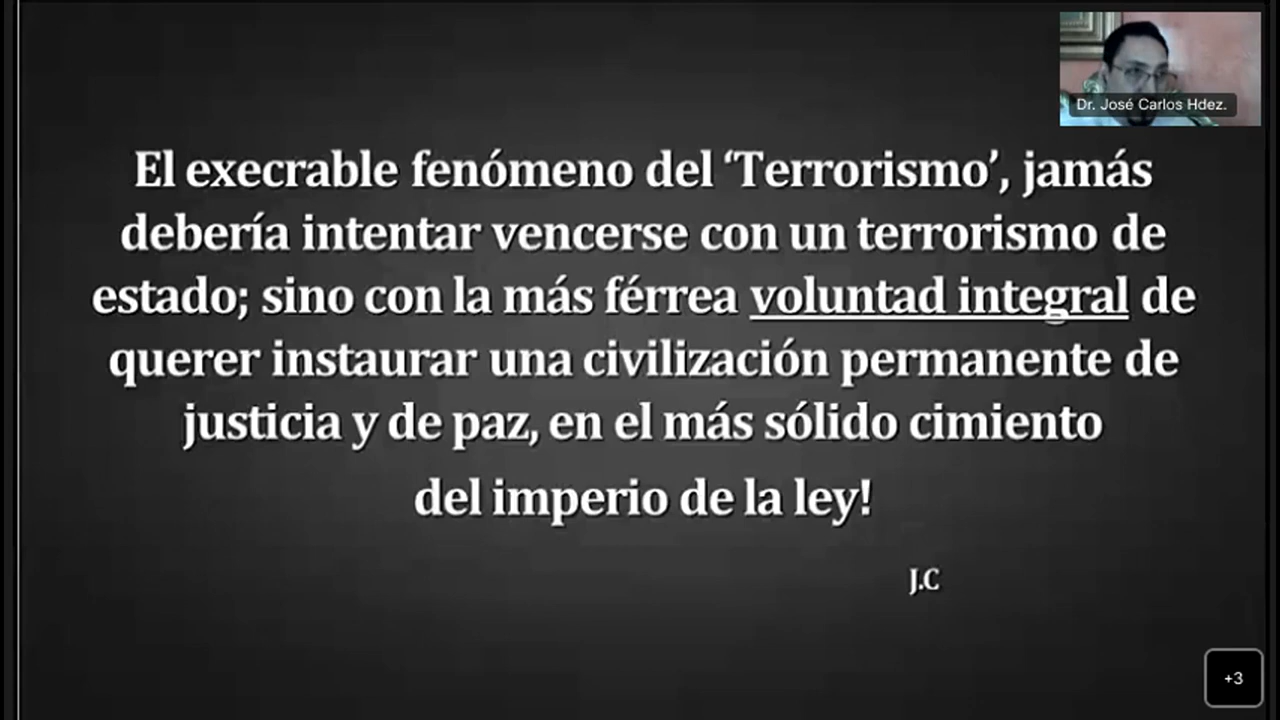 Dr. José Carlos Hdez.
El execrable fenómeno del ‘Terrorismo’, jamás
debería intentar vencerse con un terrorismo de
estado; sino con la más férrea voluntad integral de
querer instaurar una civilización permanente de
justicia y de paz, en el más sólido cimiento
del imperio de la ley!
J.C
+3